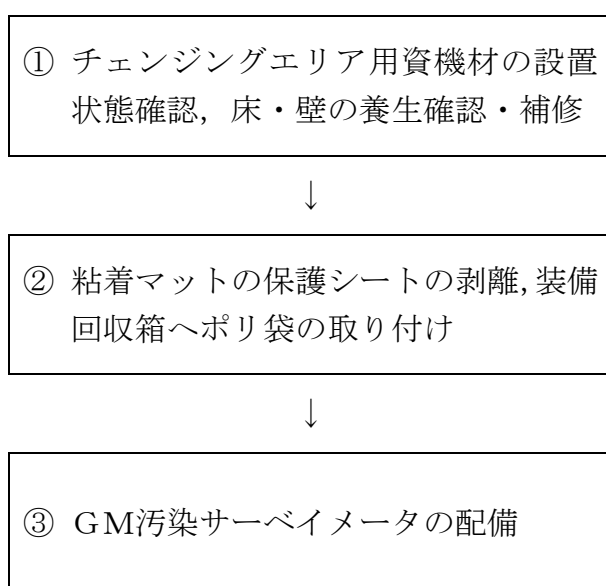 ① チェンジングエリア用資機材の設置
状態確認，床・壁の養生確認・補修
↓
② 粘着マットの保護シートの剥離，装備
回収箱へポリ袋の取り付け
↓
③ ＧＭ汚染サーベイメータの配備